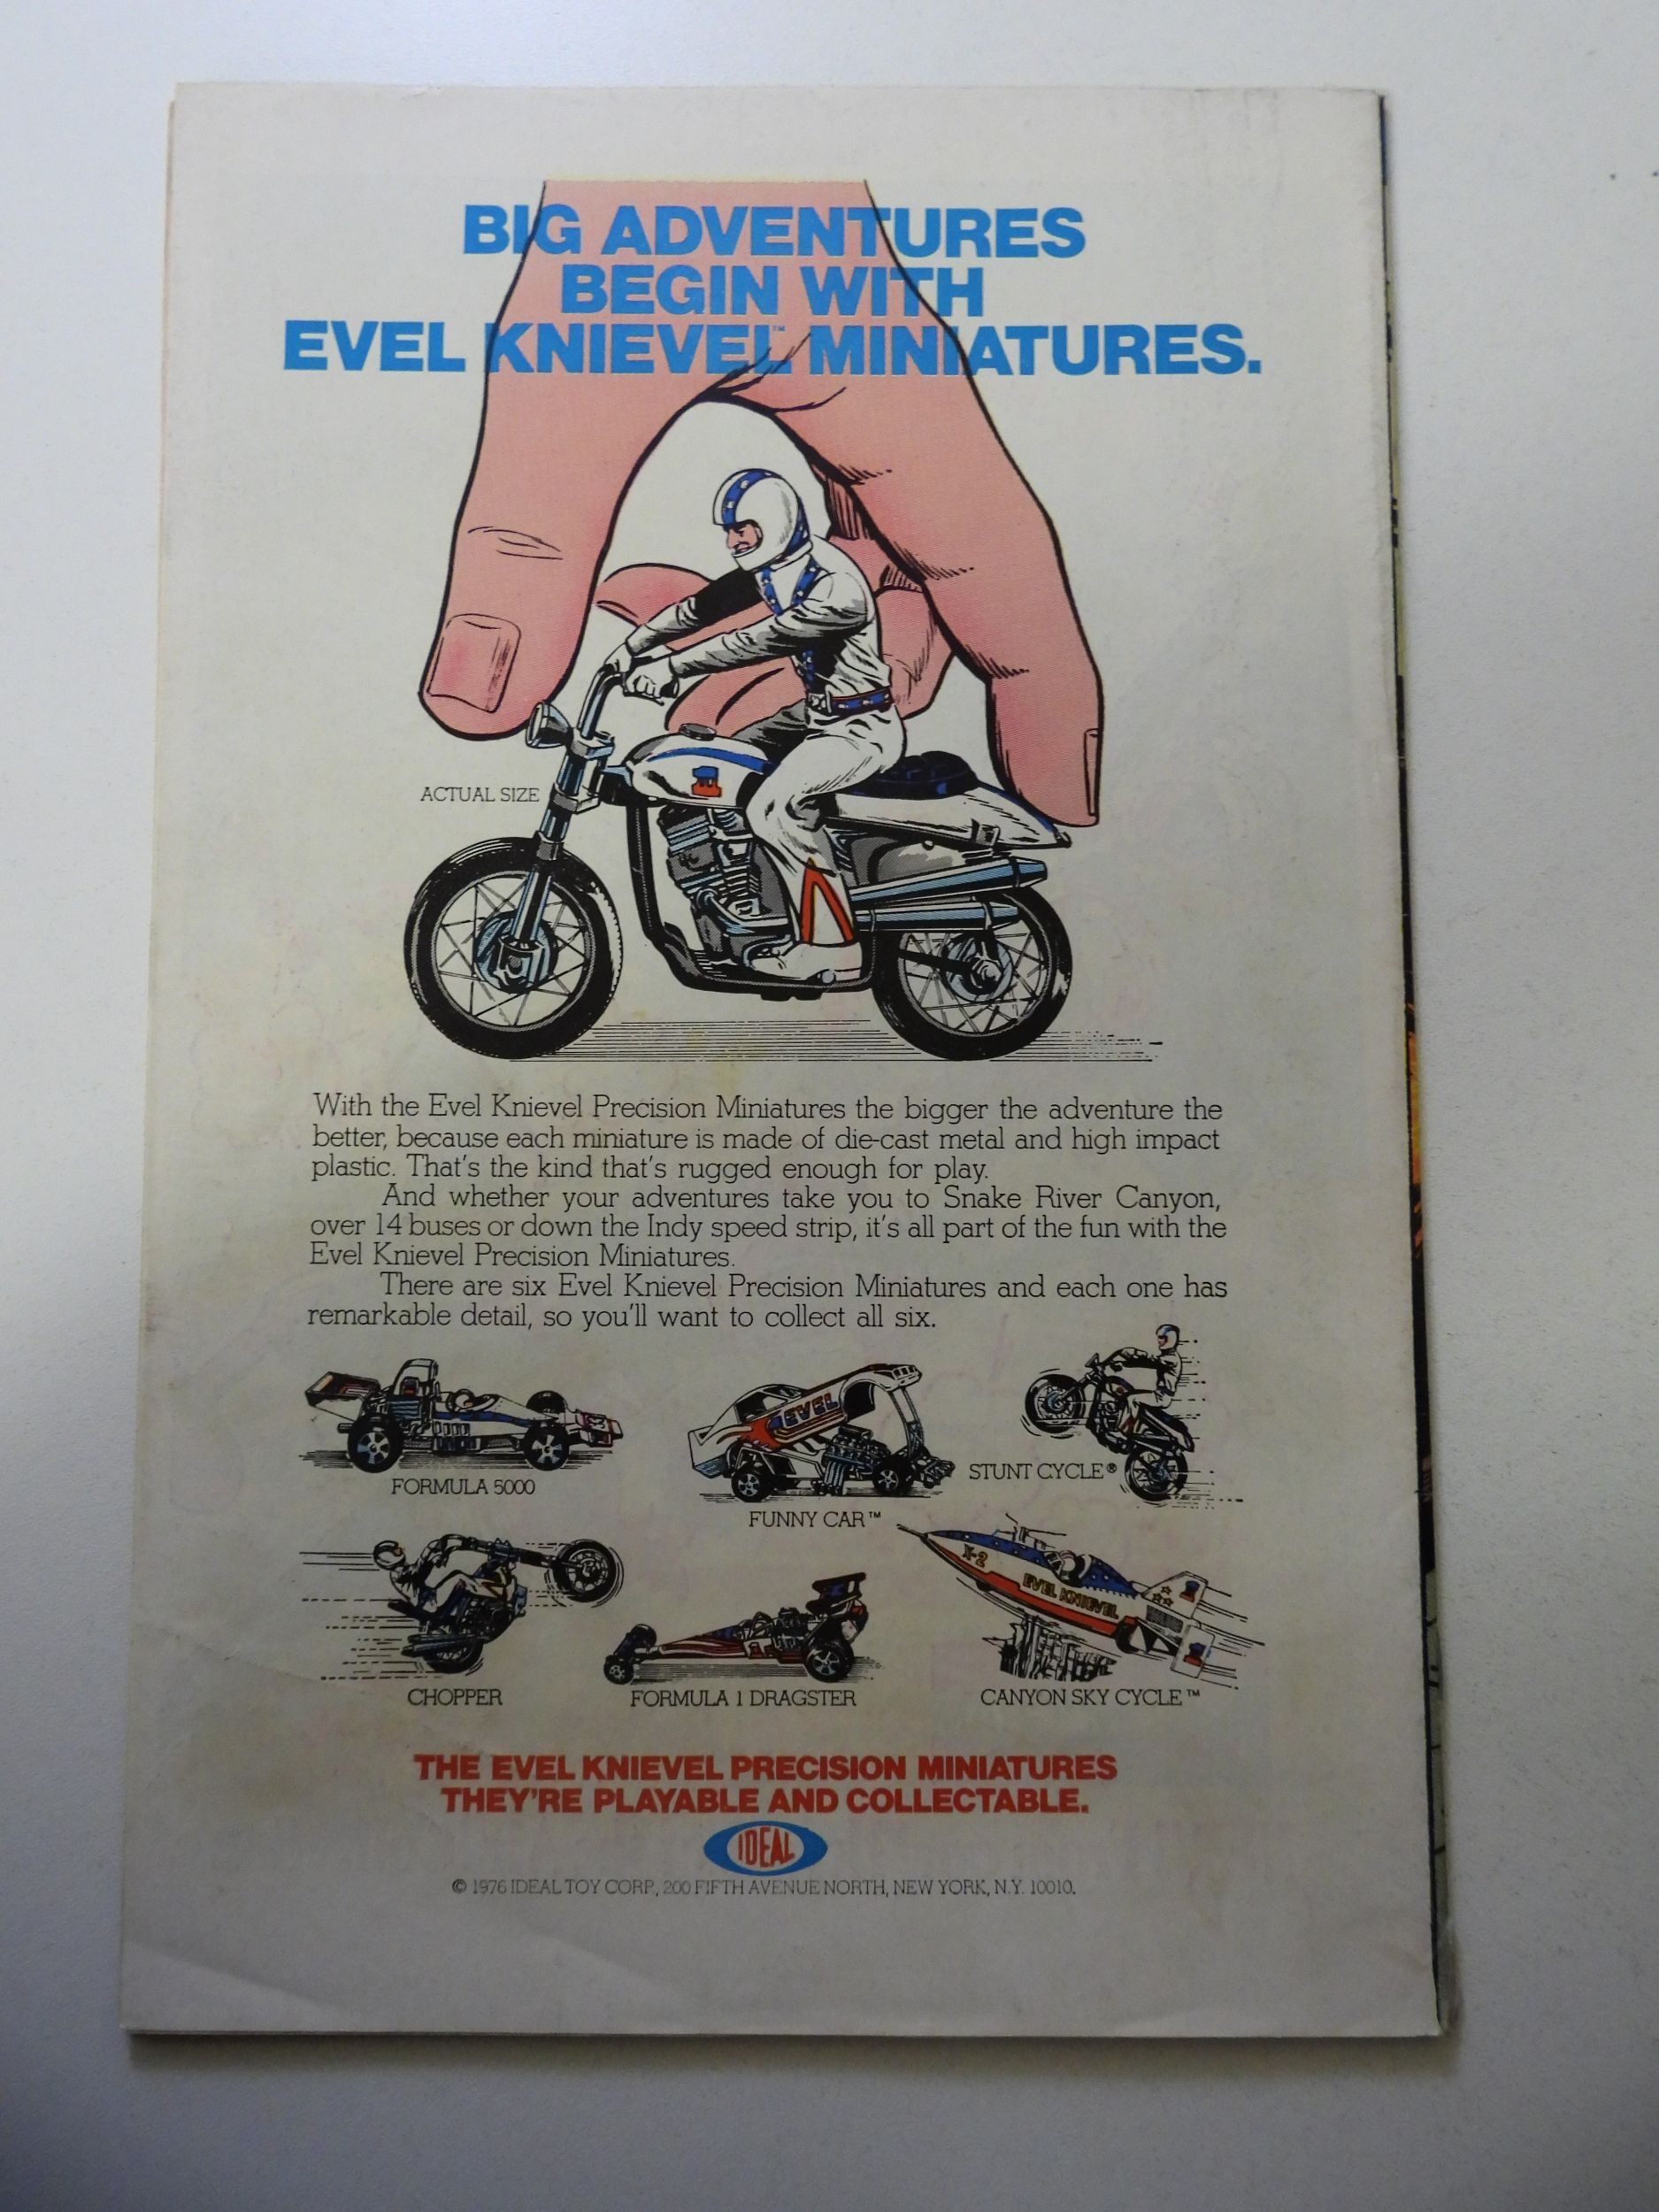 BIG ADVENTURES
BEGIN WITH
EVEL KNIEVEL™ MINIATURES.
ACTUAL SIZE
With the Evel Knievel Precision Miniatures the bigger the adventure the
better, because each miniature is made of die-cast metal and high impact
plastic. That's the kind that's rugged enough for play.
And whether your adventures take you to Snake River Canyon,
over 14 buses or down the Indy speed strip, it's all part of the fun with the
Evel Knievel Precision Miniatures.
There are six Evel Knievel Precision Miniatures and each one has
remarkable detail, so you'll want to collect all six.
EVEL
FORMULA 5000
FUNNY CAR™
STUNT CYCLE®
X-2
EVEL KNIEVEL
CHOPPER
FORMULA 1 DRAGSTER
CANYON SKY CYCLE™
THE EVEL KNIEVEL PRECISION MINIATURES
THEY'RE PLAYABLE AND COLLECTABLE.
IDEAL
© 1976 IDEAL TOY CORP., 200 FIFTH AVENUE NORTH, NEW YORK, N.Y. 10010.